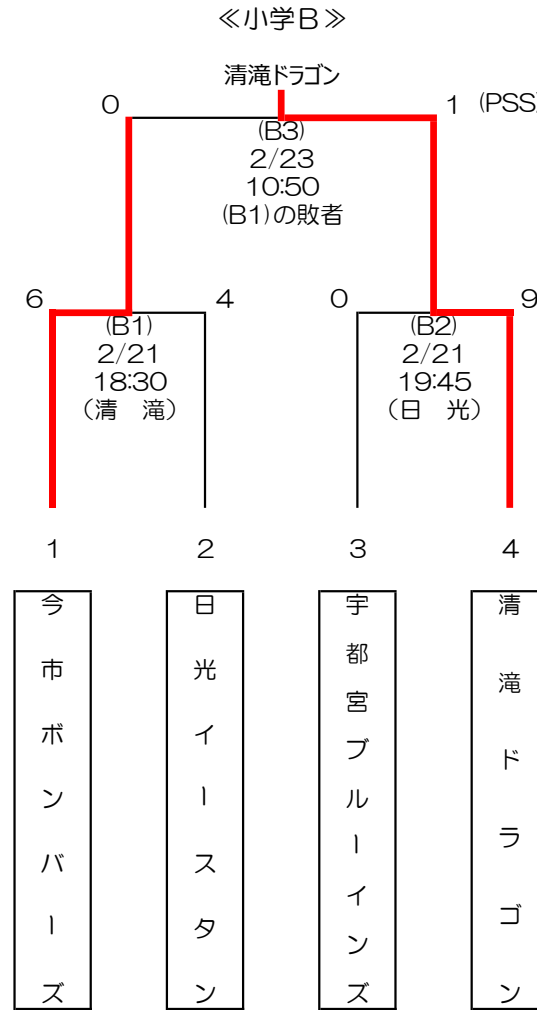 ≪小学B≫
清滝ドラゴン
0
1 (PSS)
(B3)
2/23
10:50
(B1)の敗者
6
4
0
9
(B1)
2/21
18:30
（清　滝）
(B2)
2/21
19:45
（日　光）
1
2
3
4
今市ボンバーズ
日光イースタン
宇都宮ブルーインズ
清滝ドラゴン